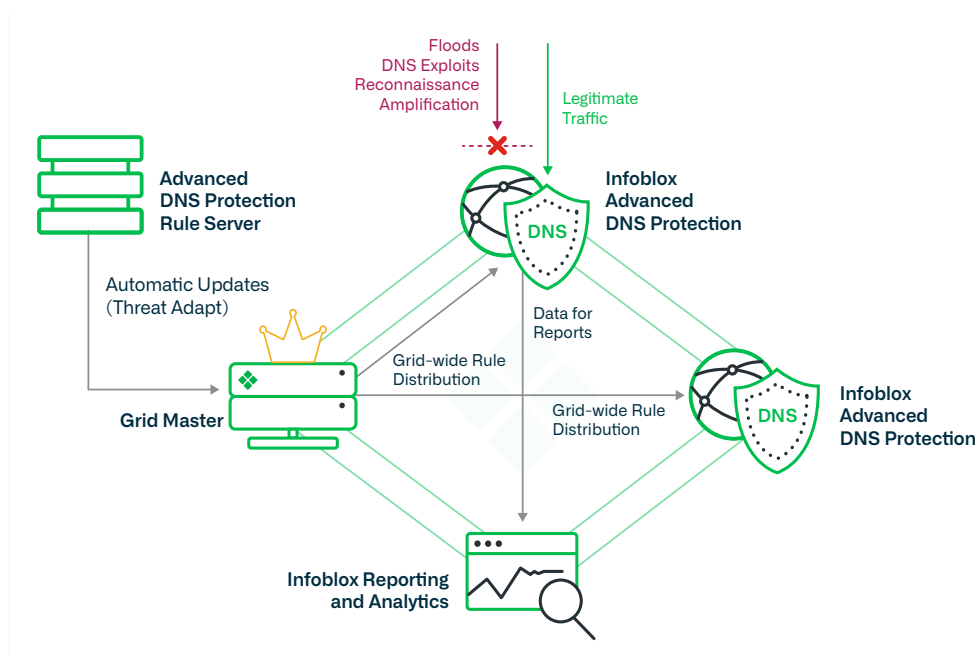 Floods
DNS Exploits
Reconnaissance
Amplification
Legitimate
Traffic
Advanced
DNS Protection
Rule Server
Infoblox
Advanced
DNS Protection
DNS
Automatic Updates
(Threat Adapt)
Data for
Reports
Grid-wide Rule
Distribution
Grid Master
Grid-wide Rule
Distribution
DNS
Infoblox
Advanced
DNS Protection
Infoblox Reporting
and Analytics